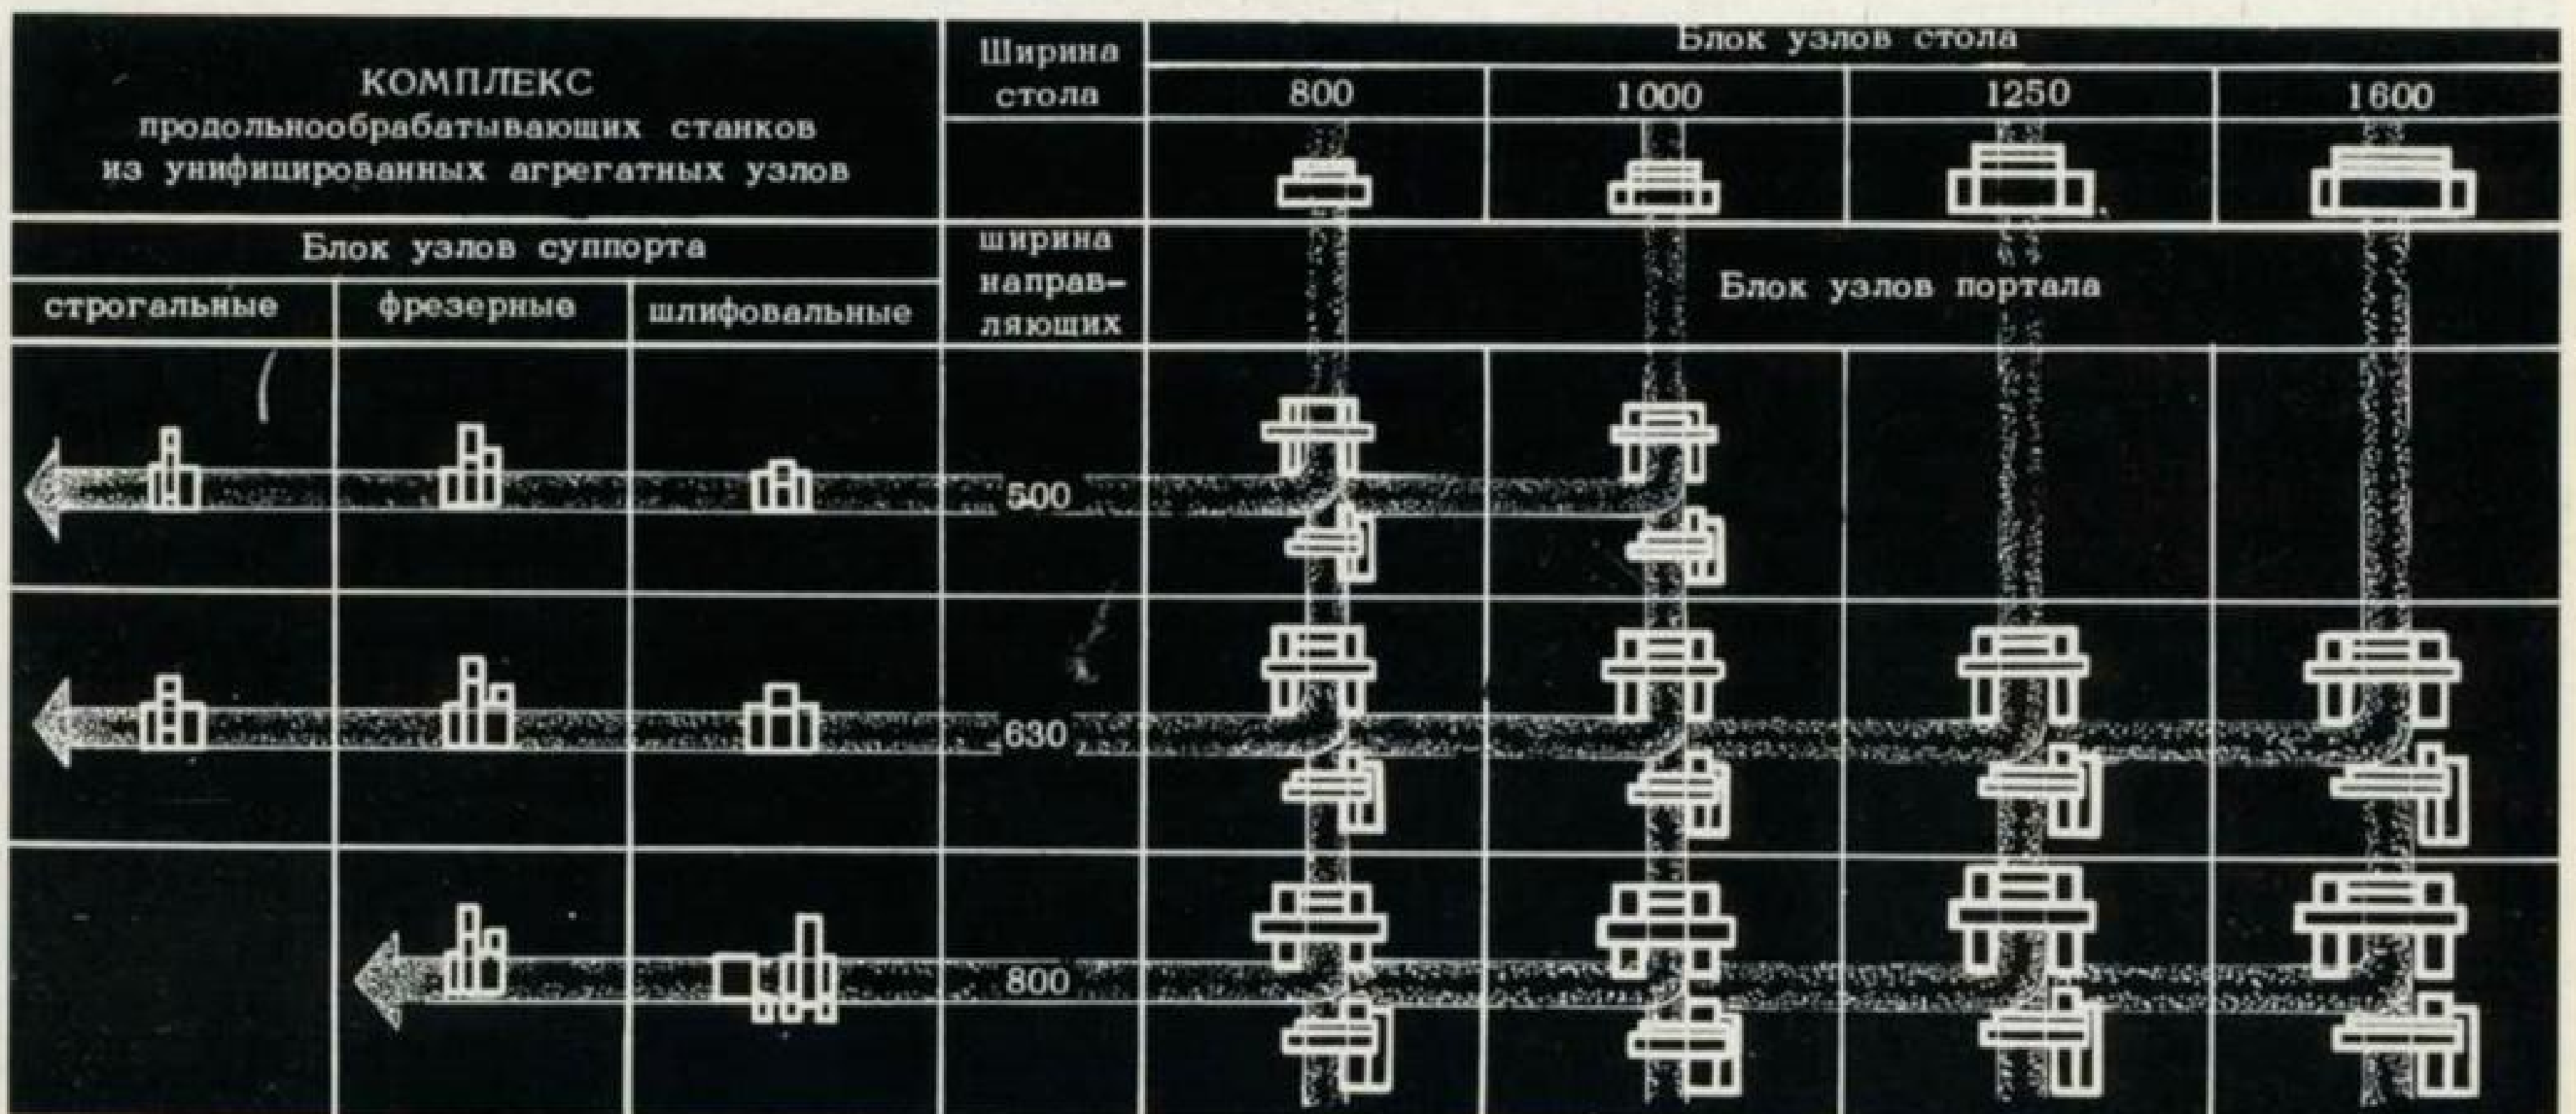 КОМПЛЕКС
продольнообрабатывающих станков
из унифицированных агрегатных узлов
Ширина
стола
Блок узлов стола
800
1000
1250
1600
Блок узлов суппорта
строгальные
фрезерные
шлифовальные
ширина
направ-
ляющих
Блок узлов портала
500
630
800